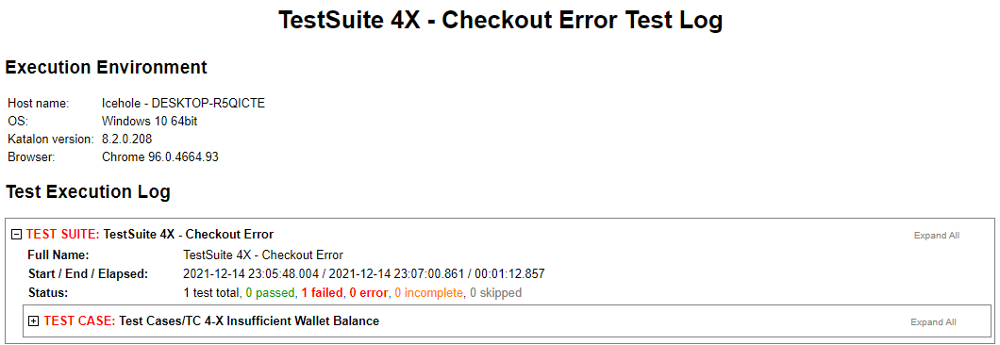 TestSuite 4X - Checkout Error Test Log
Execution Environment
Host name: Icehole - DESKTOP-R5QICTE
OS: Windows 10 64bit
Katalon version: 8.2.0.208
Browser: Chrome 96.0.4664.93
Test Execution Log
TEST SUITE: TestSuite 4X - Checkout Error Expand All
Full Name: TestSuite 4X - Checkout Error
Start / End / Elapsed: 2021-12-14 23:05:48.004 / 2021-12-14 23:07:00.861 / 00:01:12.857
Status: 1 test total, 0 passed, 1 failed, 0 error, 0 incomplete, 0 skipped
TEST CASE: Test Cases/TC 4-X Insufficient Wallet Balance Expand All